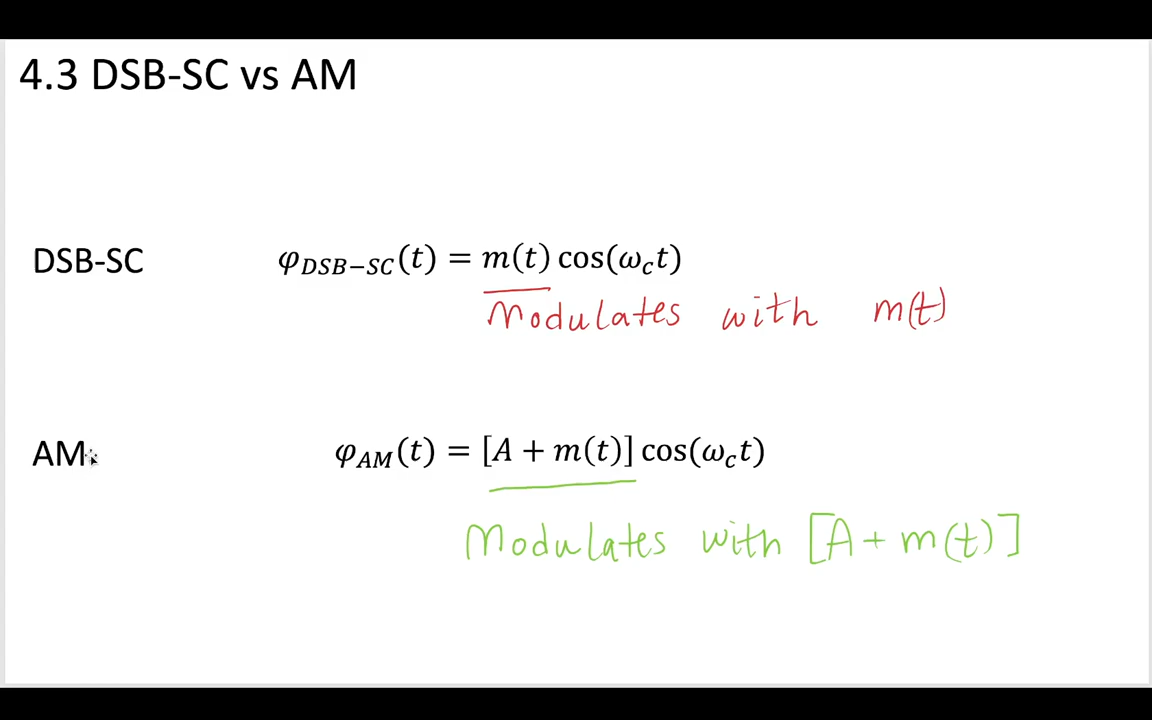 4.3 DSB-SC vs AM
DSB-SC φ_{DSB−SC}(t) = m(t) cos(ω_c t)
Modulates with m(t)
AM φ_{AM}(t) = [A + m(t)] cos(ω_c t)
Modulates with [A + m(t)]